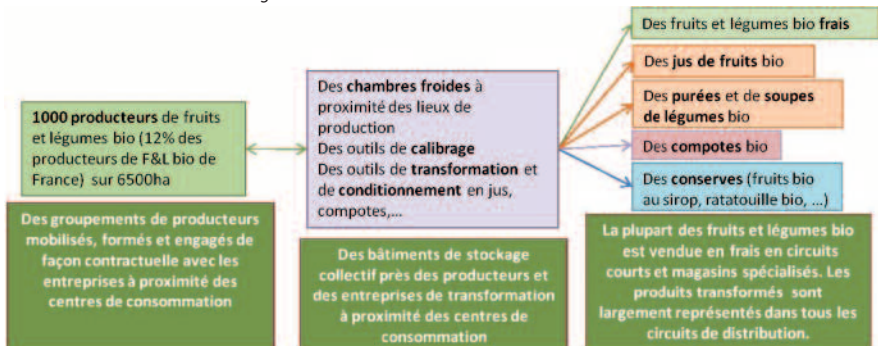 1000 producteurs de fruits
et légumes bio (12% des
producteurs de F&L bio de
France) sur 6500ha
Des groupements de producteurs
mobilisés, formés et engagés de
façon contractuelle avec les
entreprises à proximité des
centres de consommation
Des chambres froides à
proximité des lieux de
production
Des outils de calibrage
Des outils de transformation et
de conditionnement en jus,
compotes,...
Des bâtiments de stockage
collectif près des producteurs et
des entreprises de transformation
à proximité des centres de
consommation
Des fruits et légumes bio frais
Des jus de fruits bio
Des purées et de soupes
de légumes bio
Des compotes bio
Des conserves (fruits bio
au sirop, ratatouille bio, ...)
La plupart des fruits et légumes bio
est vendue en frais en circuits
courts et magasins spécialisés. Les
produits transformés sont
largement représentés dans tous les
circuits de distribution.